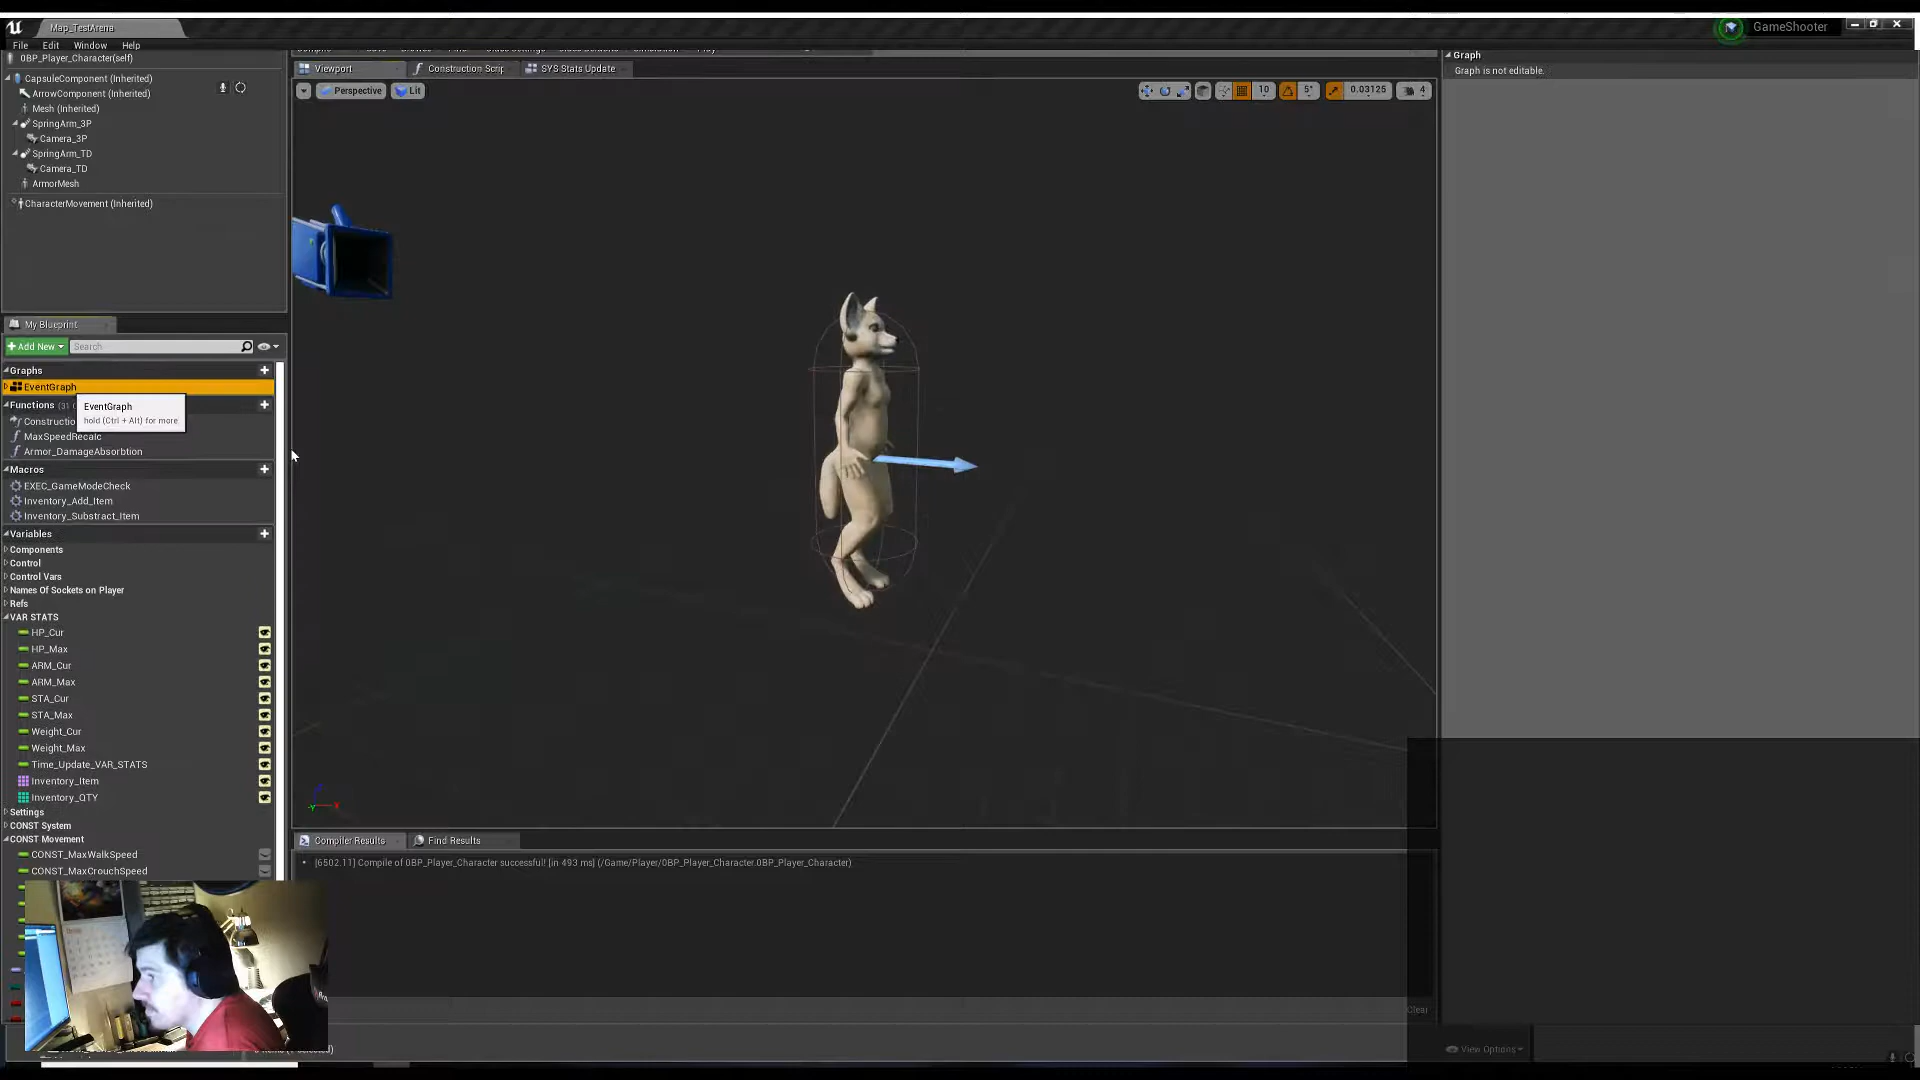 Map_TestArena
GameShooter
File Edit Window Help
0BP_Player_Character(self)
CapsuleComponent (Inherited)
ArrowComponent (Inherited)
Mesh (Inherited)
SpringArm_3P
Camera_3P
SpringArm_TD
Camera_TD
ArmorMesh
CharacterMovement (Inherited)
Viewport
Construction Scrip
SYS Stats Update
Perspective
Lit
10
5°
0.03125
4
Graph
Graph is not editable.
My Blueprint
Add New
Search
Graphs
EventGraph
EventGraph
hold (Ctrl + Alt) for more
Functions (31
Constructio
MaxSpeedRecalc
Armor_DamageAbsorbtion
Macros
EXEC_GameModeCheck
Inventory_Add_Item
Inventory_Substract_Item
Variables
Components
Control
Control Vars
Names Of Sockets on Player
Refs
VAR STATS
HP_Cur
HP_Max
ARM_Cur
ARM_Max
STA_Cur
STA_Max
Weight_Cur
Weight_Max
Time_Update_VAR_STATS
Inventory_Item
Inventory_QTY
Settings
CONST System
CONST Movement
CONST_MaxWalkSpeed
CONST_MaxCrouchSpeed
Compiler Results
Find Results
[6502.11] Compile of 0BP_Player_Character successful! [in 493 ms] (/Game/Player/0BP_Player_Character.0BP_Player_Character)
Clear
View Options